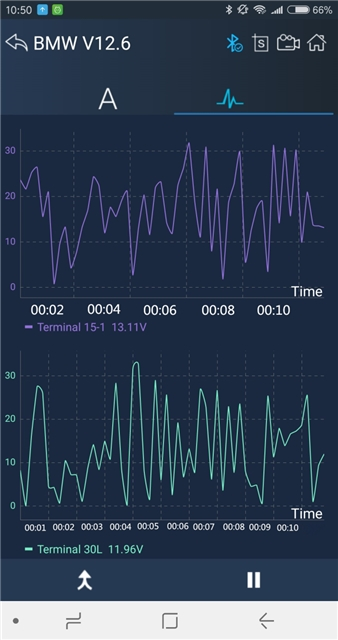 10:50
66%
BMW V12.6
S
A
30
20
10
0
Time
00:02 00:04 00:06 00:08 00:10
Terminal 15-1 13.11V
30
20
10
0
Time
00:01 00:02 00:03 00:04 00:05 00:06 00:07 00:08 00:09 00:10
Terminal 30L 11.96V